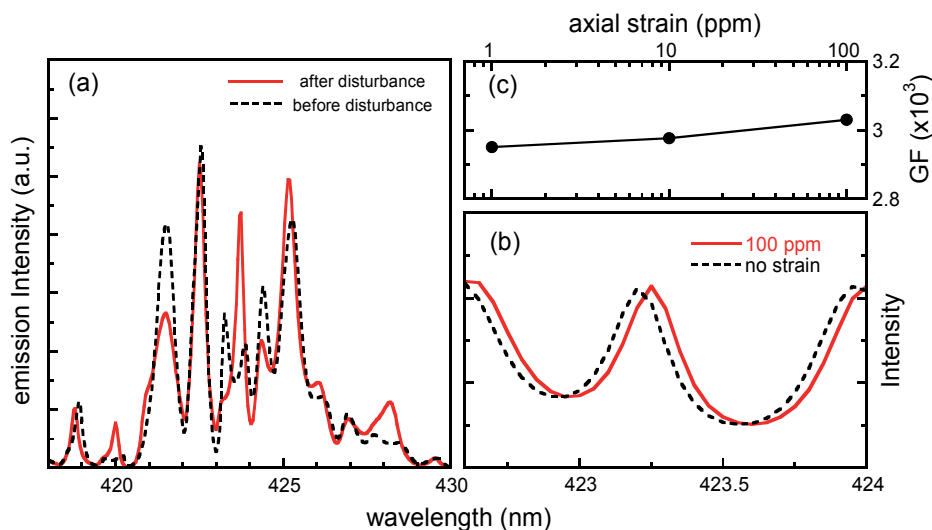 axial strain (ppm)
1 10 100
(a)
after disturbance
before disturbance
emission Intensity (a.u.)
420 425 430
(c)
3.2
3
2.8
GF (x10³)
(b)
100 ppm
no strain
Intensity
423 423.5 424
wavelength (nm)